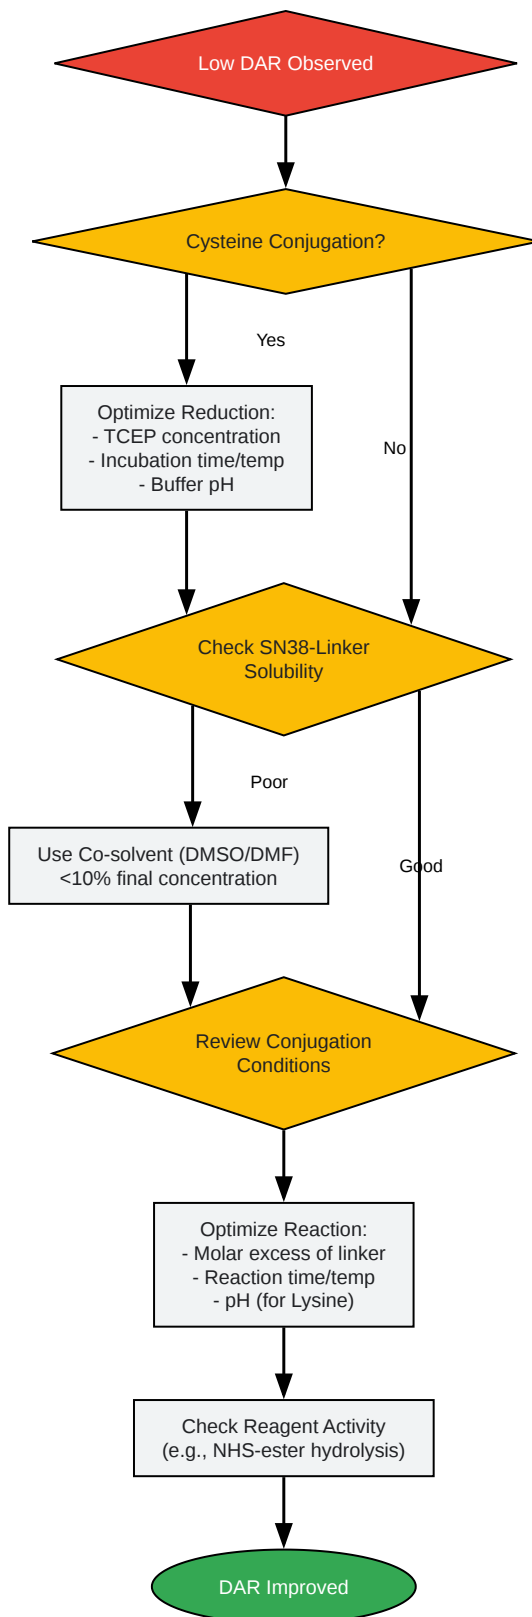 Low DAR Observed
Cysteine Conjugation?
Yes
Optimize Reduction:
- TCEP concentration
- Incubation time/temp
- Buffer pH
No
Check SN38-Linker
Solubility
Poor
Use Co-solvent (DMSO/DMF)
<10% final concentration
Good
Review Conjugation
Conditions
Optimize Reaction:
- Molar excess of linker
- Reaction time/temp
- pH (for Lysine)
Check Reagent Activity
(e.g., NHS-ester hydrolysis)
DAR Improved